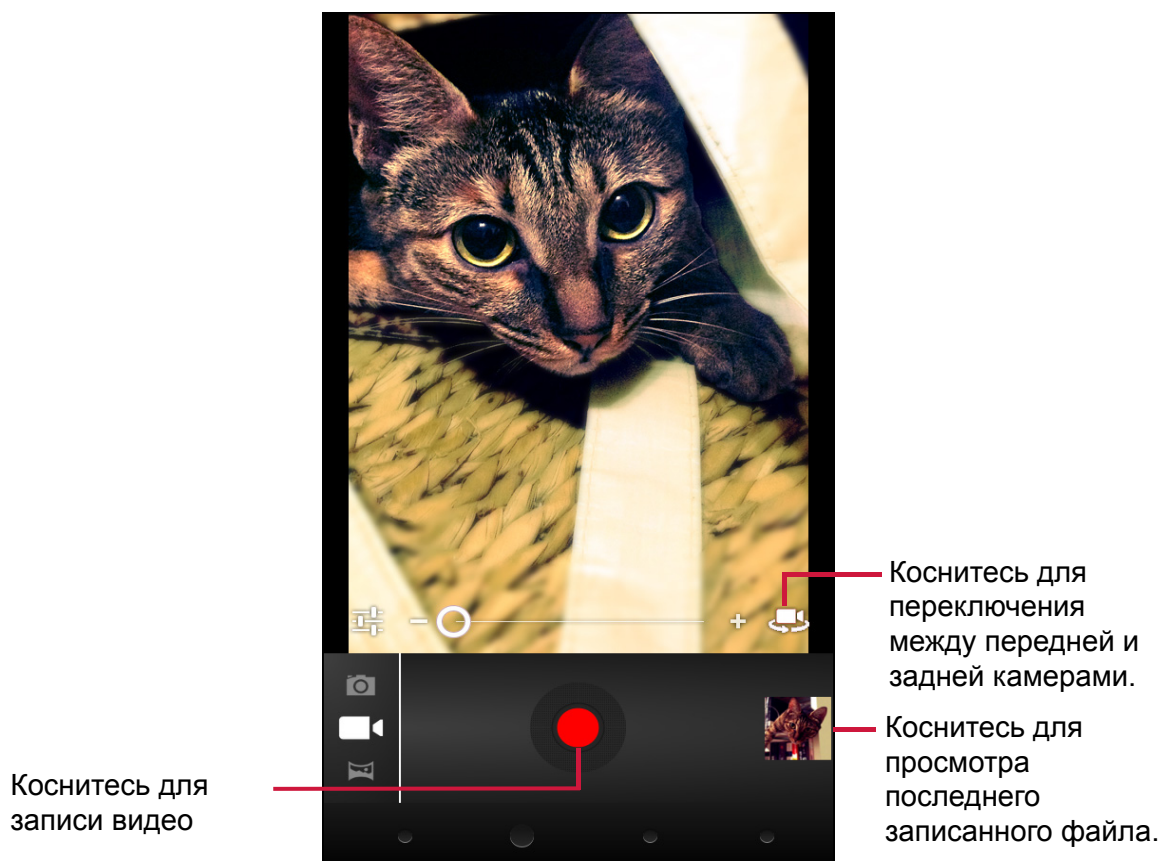 Коснитесь для
переключения
между передней и
задней камерами.
Коснитесь для
просмотра
последнего
записанного файла.
Коснитесь для
записи видео